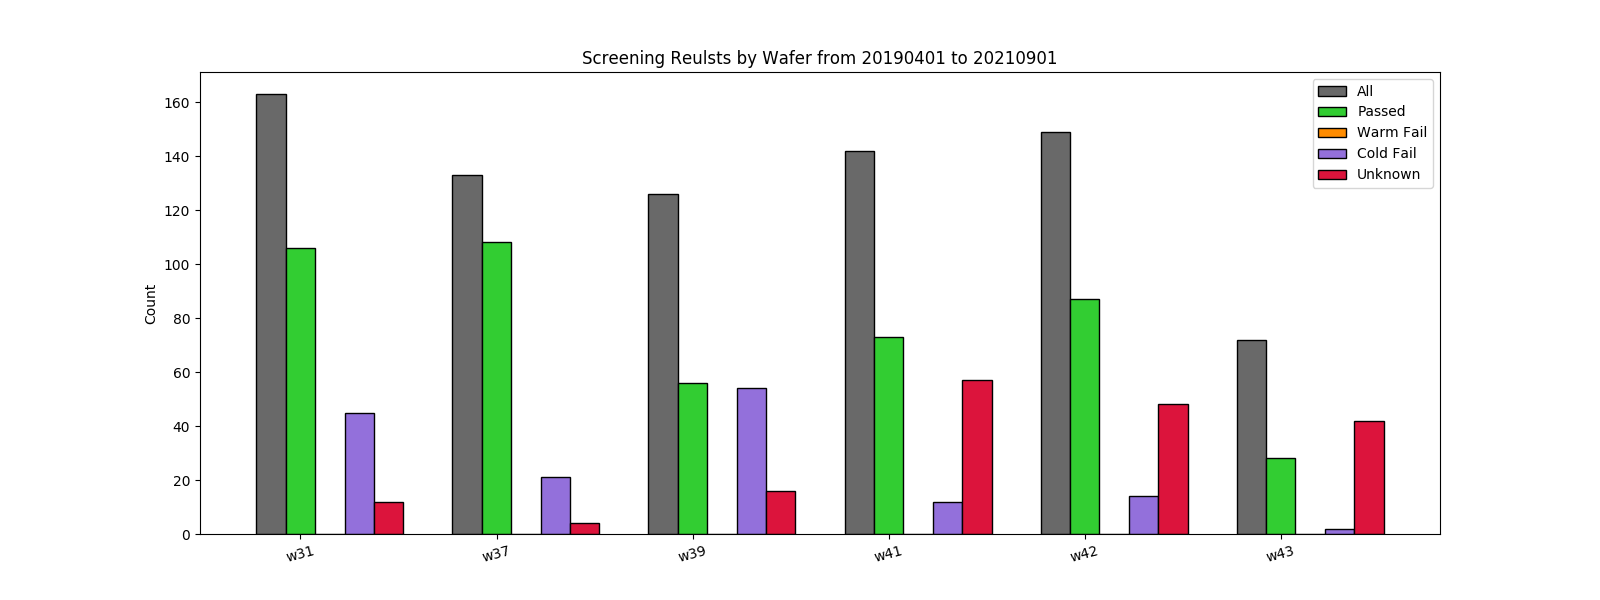 Screening Reulsts by Wafer from 20190401 to 20210901
All
Passed
Warm Fail
Cold Fail
Unknown
Count
160
140
120
100
80
60
40
20
0
w31 w37 w39 w41 w42 w43